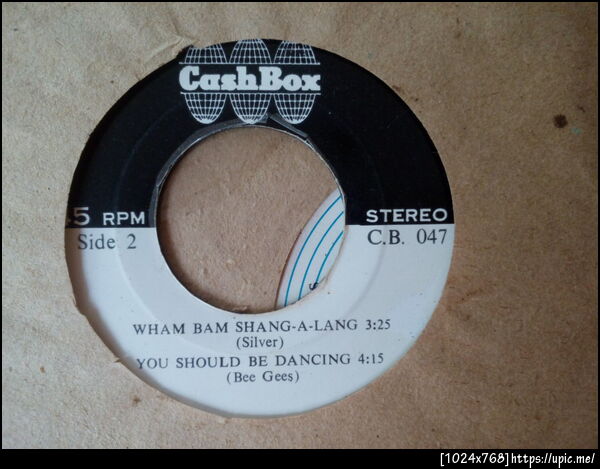 CashBox
5 RPM
STEREO
Side 2
C.B. 047
WHAM BAM SHANG-A-LANG 3:25
(Silver)
YOU SHOULD BE DANCING 4:15
(Bee Gees)
[1024x768]https://upic.me/